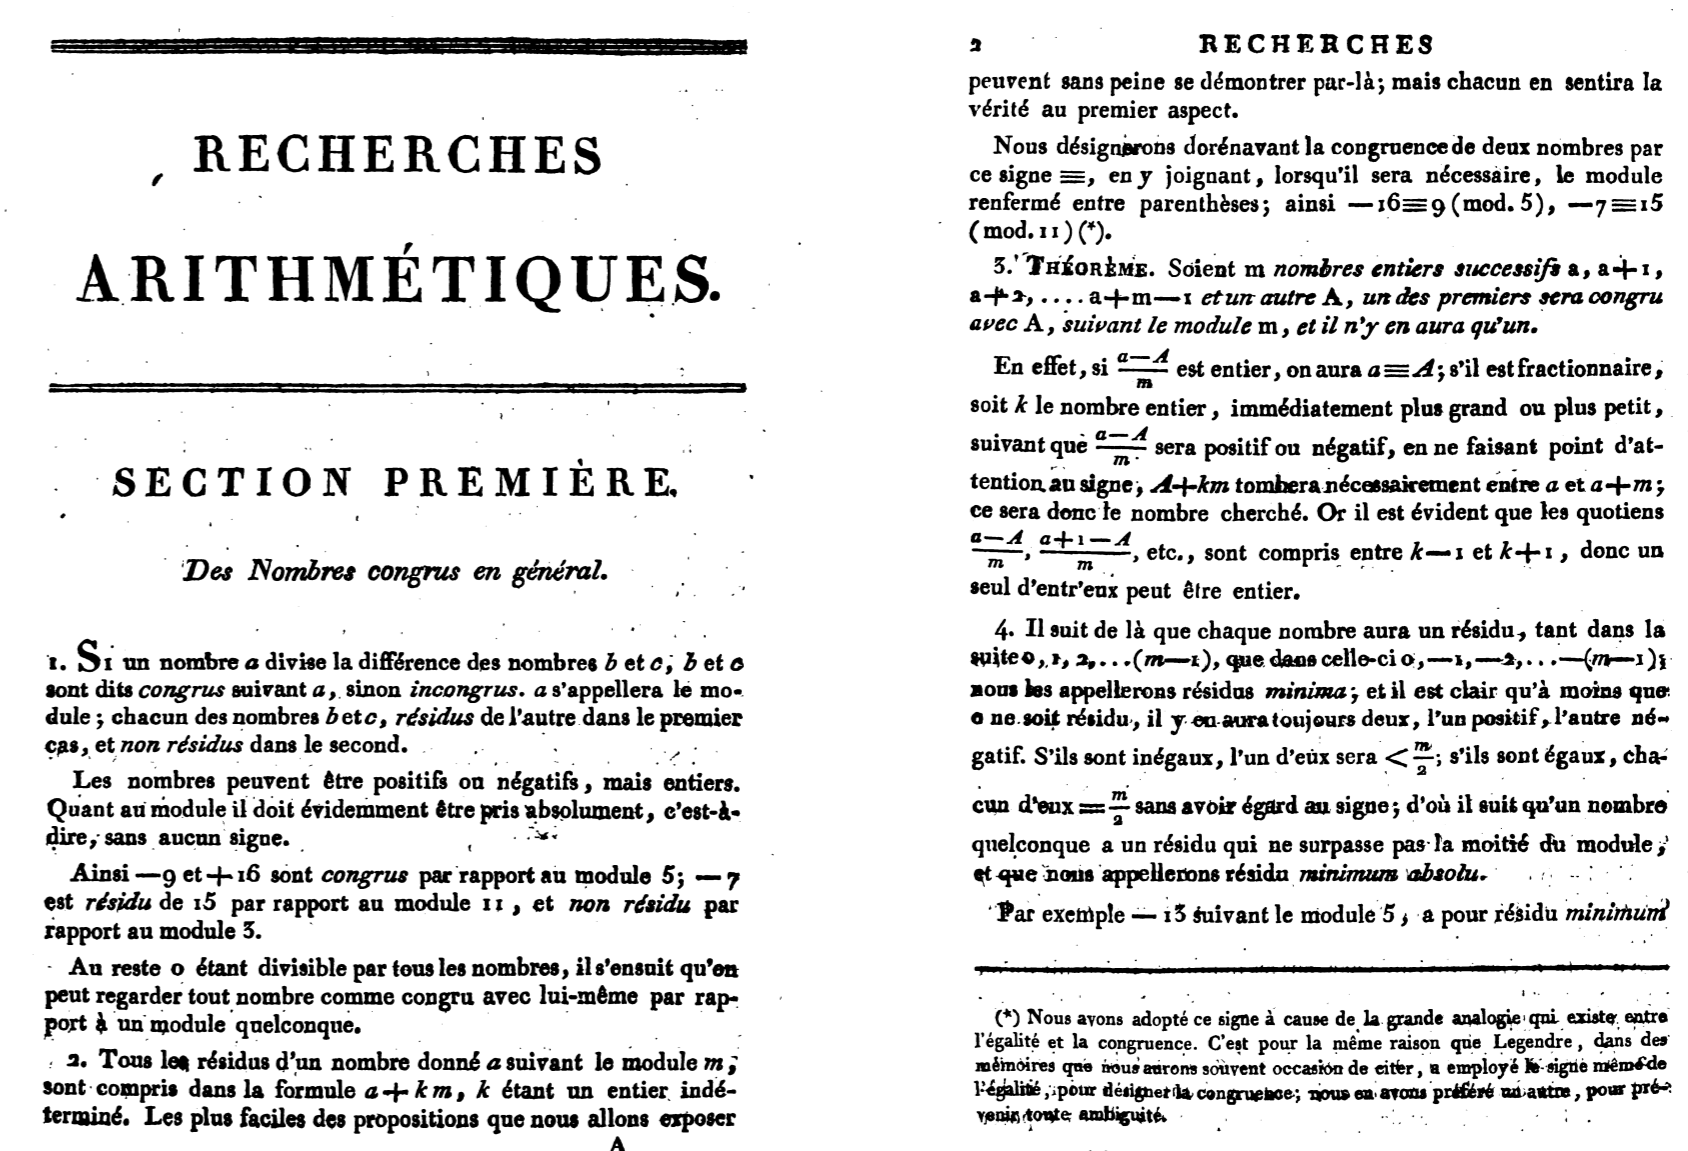 RECHERCHES
ARITHMÉTIQUES.
SECTION PREMIÈRE.
Des Nombres congrus en général.
1. SI un nombre a divise la différence des nombres b et c, b et c
sont dits congrus suivant a, sinon incongrus. a s'appellera le mo-
dule ; chacun des nombres b et c, résidus de l'autre dans le premier
cas, et non résidus dans le second.
Les nombres peuvent être positifs ou négatifs, mais entiers.
Quant au module il doit évidemment être pris absolument, c'est-à-
dire, sans aucun signe.
Ainsi —9 et +16 sont congrus par rapport au module 5; —7
est résidu de 15 par rapport au module 11, et non résidu par
rapport au module 3.
Au reste 0 étant divisible par tous les nombres, il s'ensuit qu'on
peut regarder tout nombre comme congru avec lui-même par rap-
port à un module quelconque.
2. Tous les résidus d'un nombre donné a suivant le module m,
sont compris dans la formule a+km, k étant un entier indé-
terminé. Les plus faciles des propositions que nous allons exposer
A
2 RECHERCHES
peuvent sans peine se démontrer par-là; mais chacun en sentira la
vérité au premier aspect.
Nous désignerons dorénavant la congruence de deux nombres par
ce signe ≡, en y joignant, lorsqu'il sera nécessaire, le module
renfermé entre parenthèses; ainsi —16≡9 (mod. 5), —7≡15
(mod. 11) (*).
3. THÉORÈME. Soient m nombres entiers successifs a, a+1,
a+2, .... a+m—1 et un autre A, un des premiers sera congru
avec A, suivant le module m, et il n'y en aura qu'un.
En effet, si (a—A)/m est entier, on aura a≡A; s'il est fractionnaire,
soit k le nombre entier, immédiatement plus grand ou plus petit,
suivant que (a—A)/m sera positif ou négatif, en ne faisant point d'at-
tention au signe, A+km tombera nécessairement entre a et a+m;
ce sera donc le nombre cherché. Or il est évident que les quotiens
(a—A)/m, (a+1—A)/m, etc., sont compris entre k—1 et k+1, donc un
seul d'entr'eux peut être entier.
4. Il suit de là que chaque nombre aura un résidu, tant dans la
suite 0, 1, 2,...(m—1), que dans celle-ci 0,—1,—2,...—(m—1);
nous les appellerons résidus minima; et il est clair qu'à moins que
0 ne soit résidu, il y en aura toujours deux, l'un positif, l'autre né-
gatif. S'ils sont inégaux, l'un d'eux sera < m/2; s'ils sont égaux, cha-
cun d'eux = m/2 sans avoir égard au signe; d'où il suit qu'un nombre
quelconque a un résidu qui ne surpasse pas la moitié du module,
et que nous appellerons résidu minimum absolu.
Par exemple — 13 suivant le module 5, a pour résidu minimum
(*) Nous avons adopté ce signe à cause de la grande analogie qui existe entre
l'égalité et la congruence. C'est pour la même raison que Legendre, dans des
mémoires que nous aurons souvent occasion de citer, a employé le signe même de
l'égalité, pour désigner la congruence; nous en avons préféré un autre, pour pré-
venir toute ambiguité.